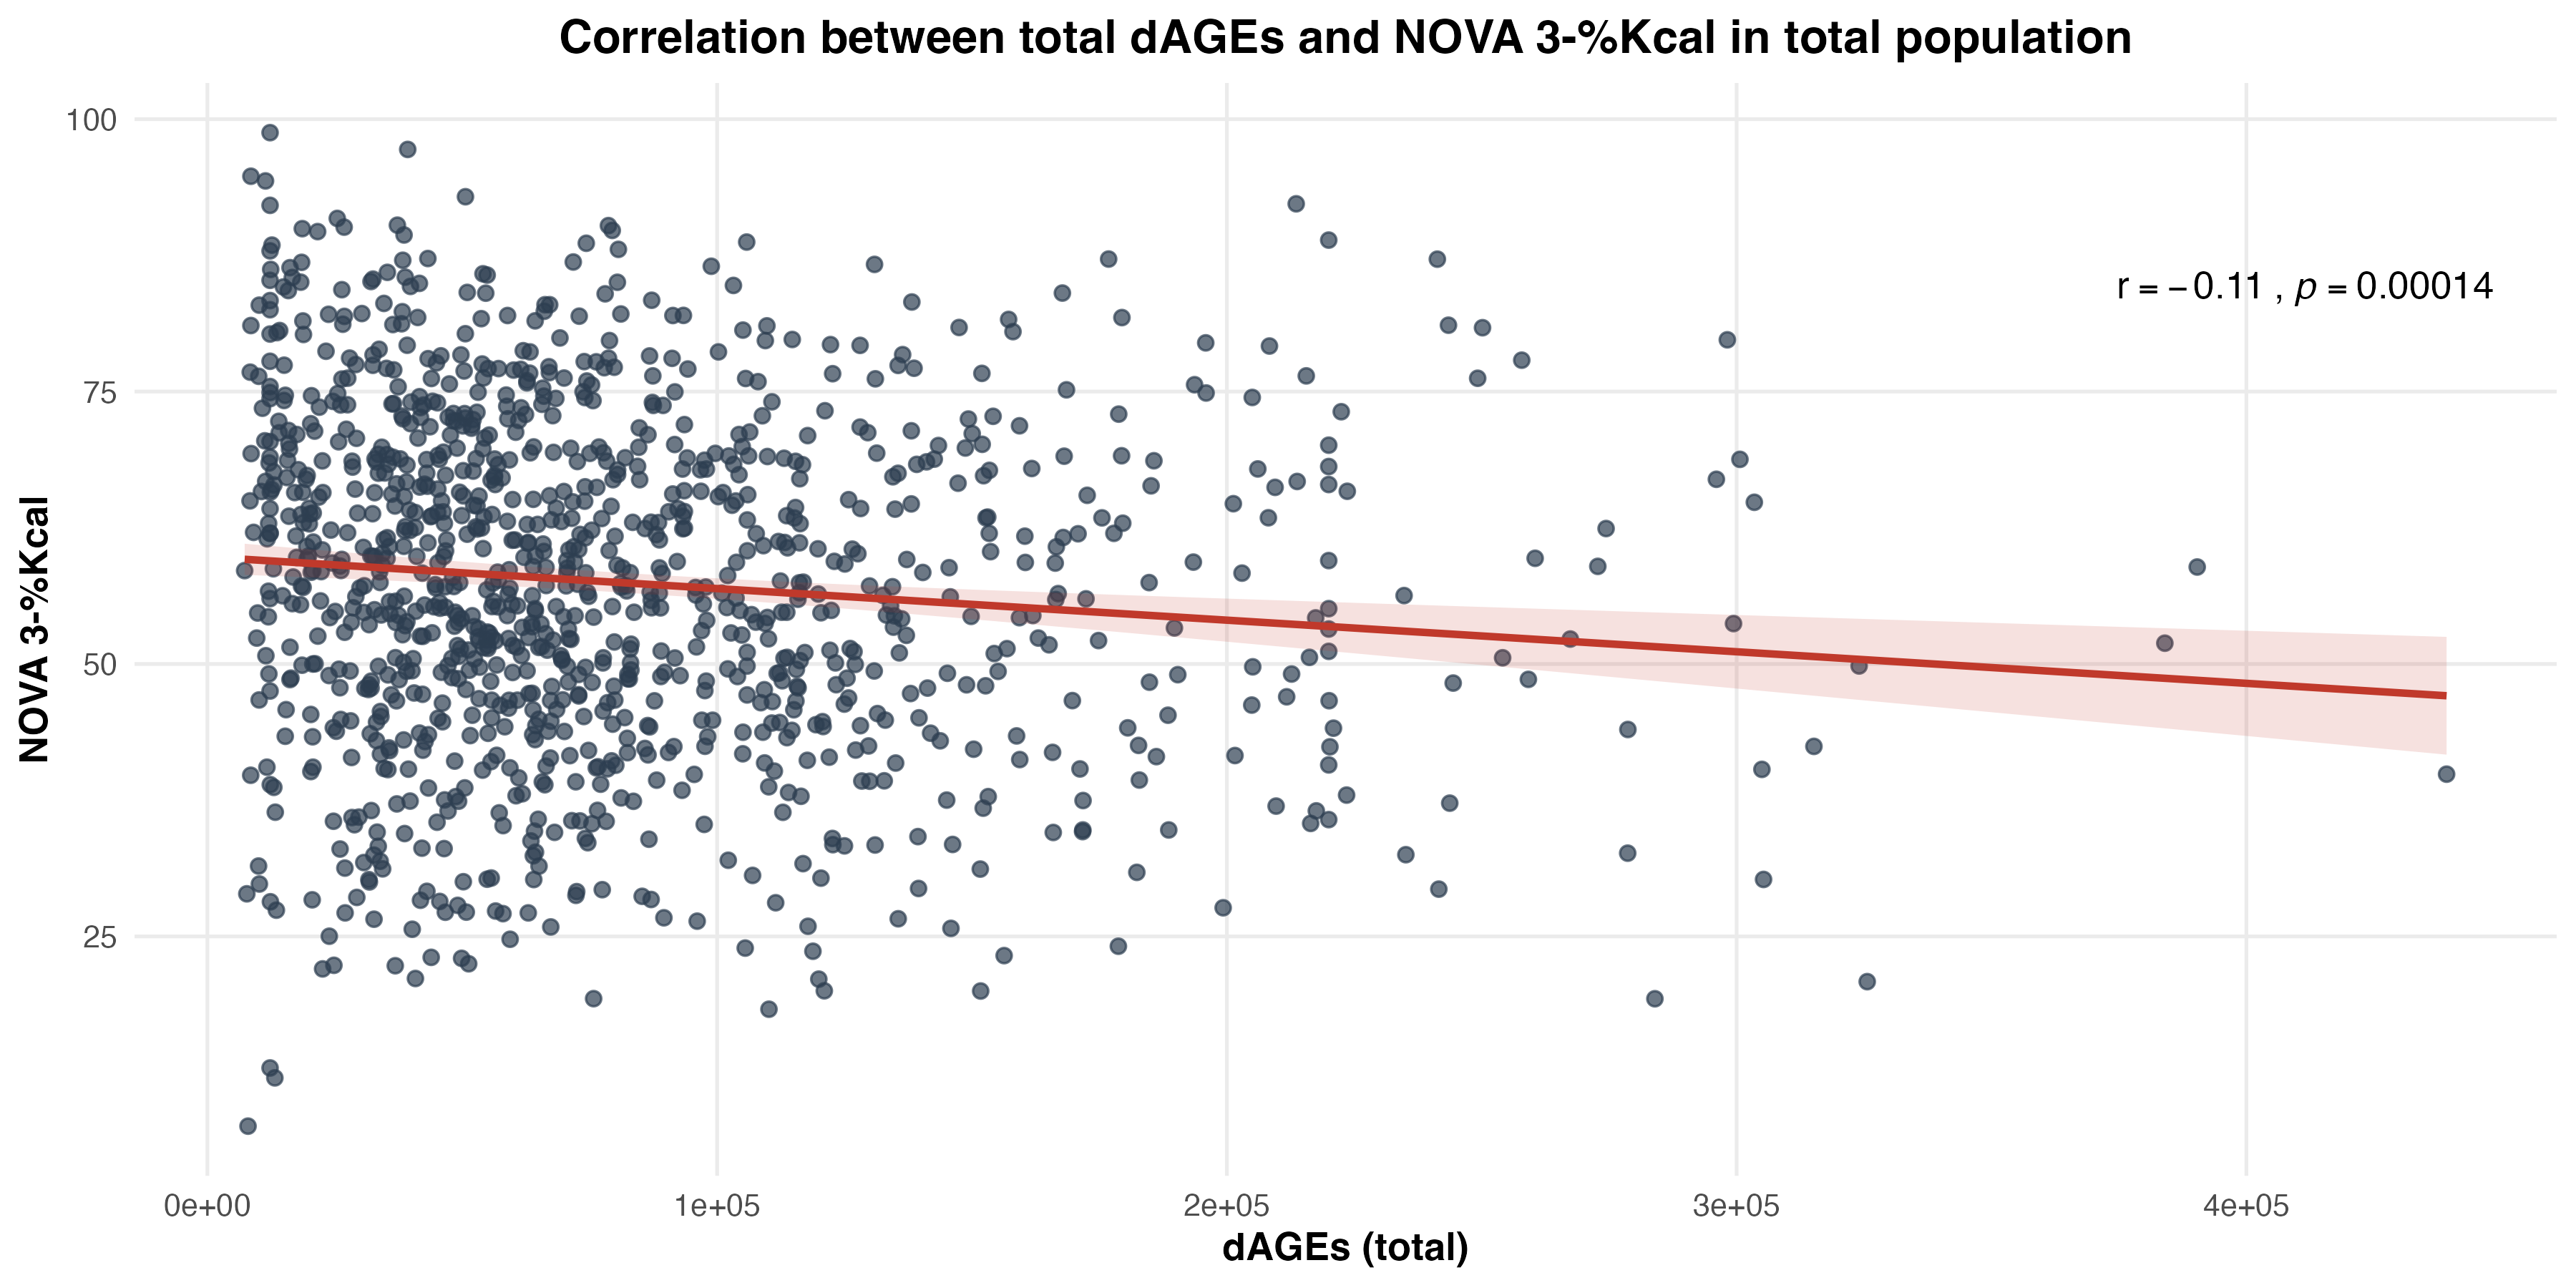 Correlation between total dAGEs and NOVA 3-%Kcal in total population
100
75
50
25
NOVA 3-%Kcal
r = −0.11 , p = 0.00014
0e+00 1e+05 2e+05 3e+05 4e+05
dAGEs (total)